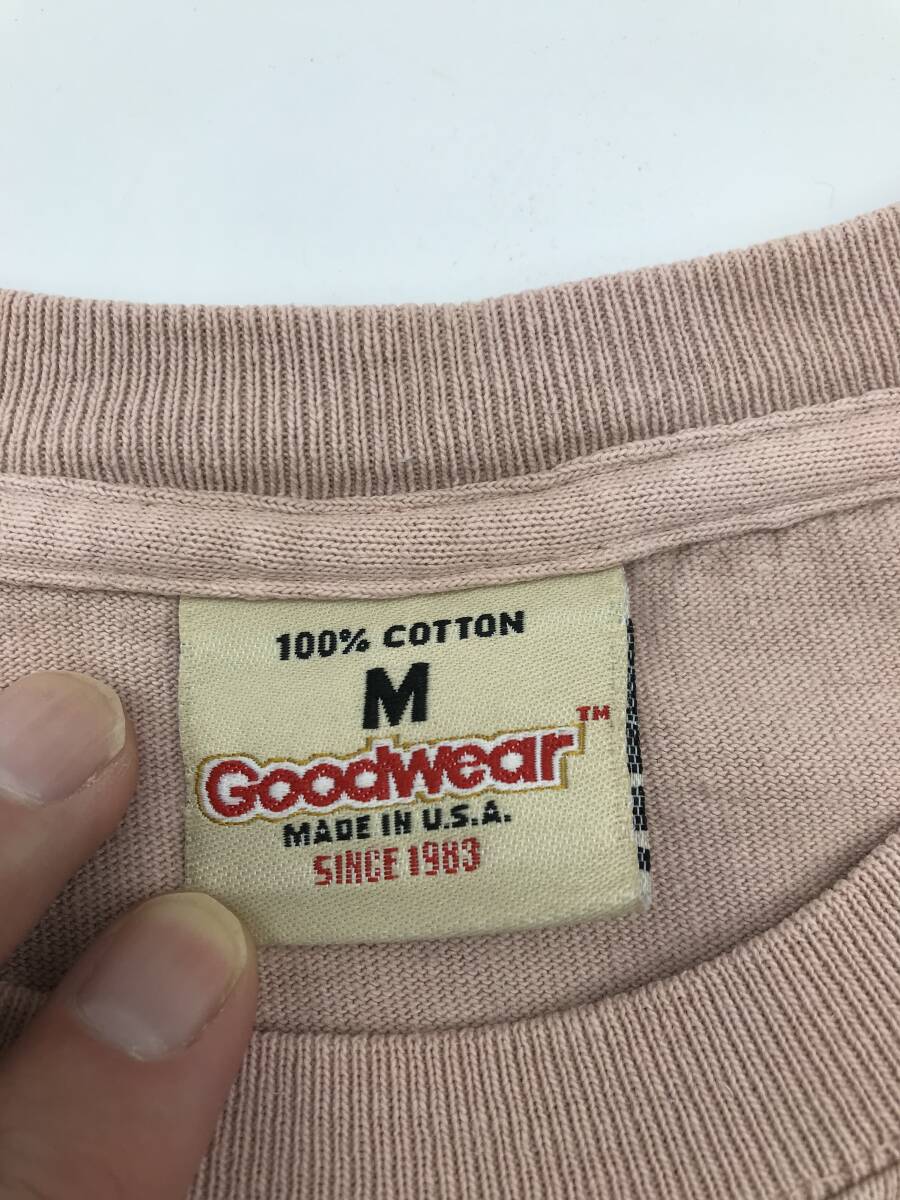 100% COTTON
M
Goodwear™
MADE IN U.S.A.
SINCE 1983